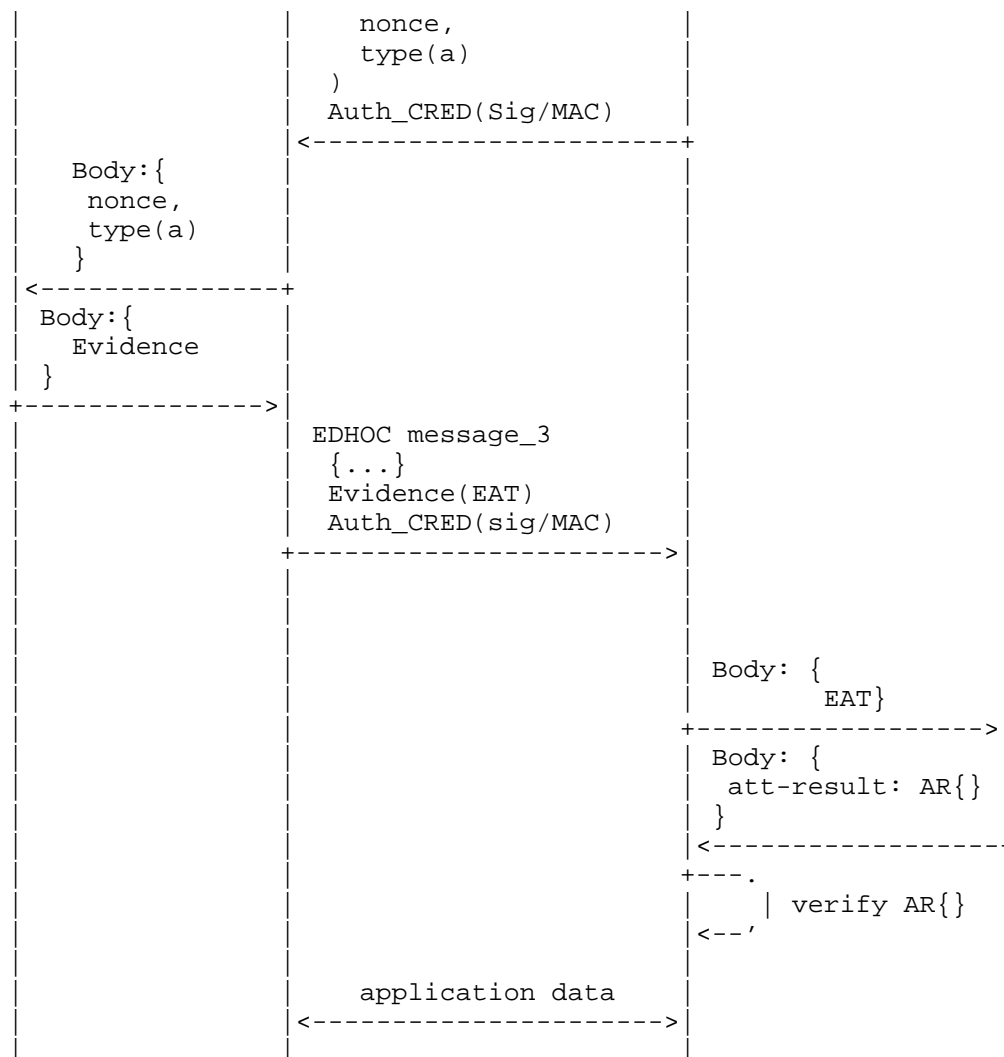 nonce,
type(a)
)
Auth_CRED(Sig/MAC)
Body:{
nonce,
type(a)
}
Body:{
Evidence
}
EDHOC message_3
{...}
Evidence(EAT)
Auth_CRED(sig/MAC)
Body: {
EAT}
Body: {
att-result: AR{}
}
verify AR{}
application data